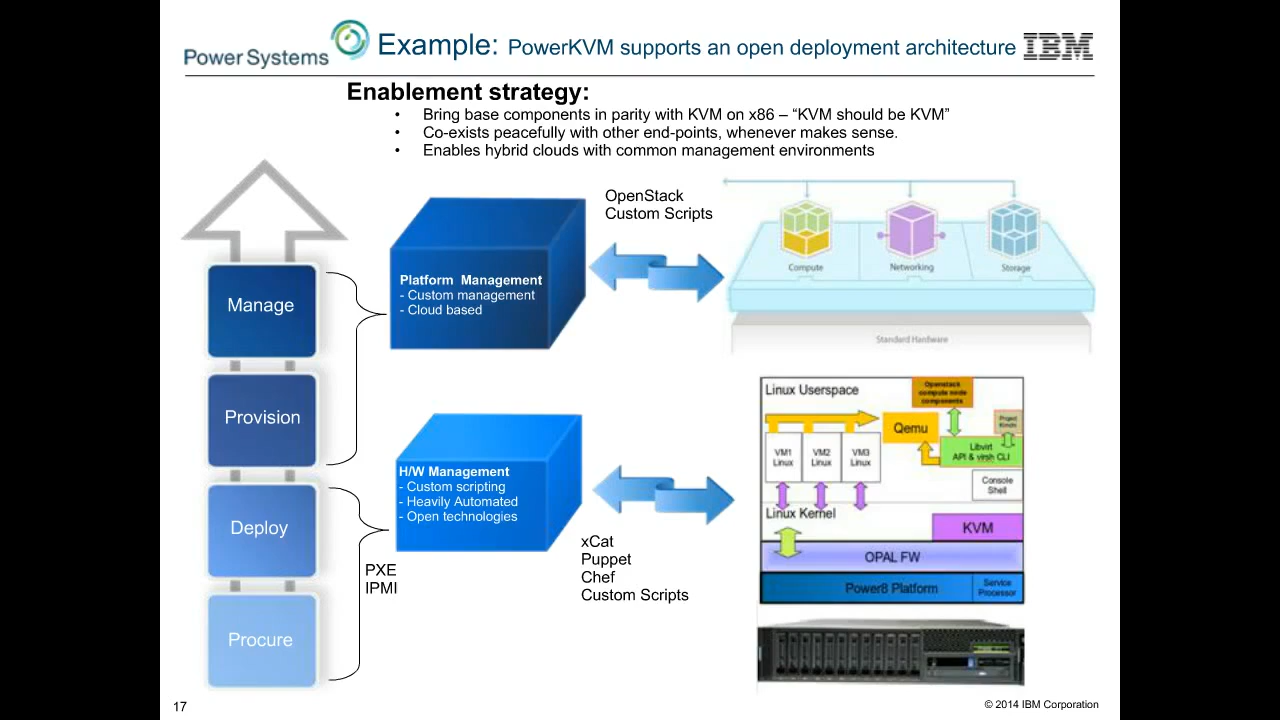 Power Systems
Example: PowerKVM supports an open deployment architecture
IBM
Enablement strategy:
• Bring base components in parity with KVM on x86 – “KVM should be KVM”
• Co-exists peacefully with other end-points, whenever makes sense.
• Enables hybrid clouds with common management environments
Manage
Provision
Deploy
Procure
PXE
IPMI
Platform Management
- Custom management
- Cloud based
OpenStack
Custom Scripts
Compute
Networking
Storage
Standard Hardware
H/W Management
- Custom scripting
- Heavily Automated
- Open technologies
xCat
Puppet
Chef
Custom Scripts
Linux Userspace
Openstack
compute node
components
Qemu
Project
Kimchi
Libvirt
API & virsh CLI
VM1
Linux
VM2
Linux
VM3
Linux
Console
Shell
Linux Kernel
KVM
OPAL FW
Power8 Platform
Service
Processor
17
© 2014 IBM Corporation